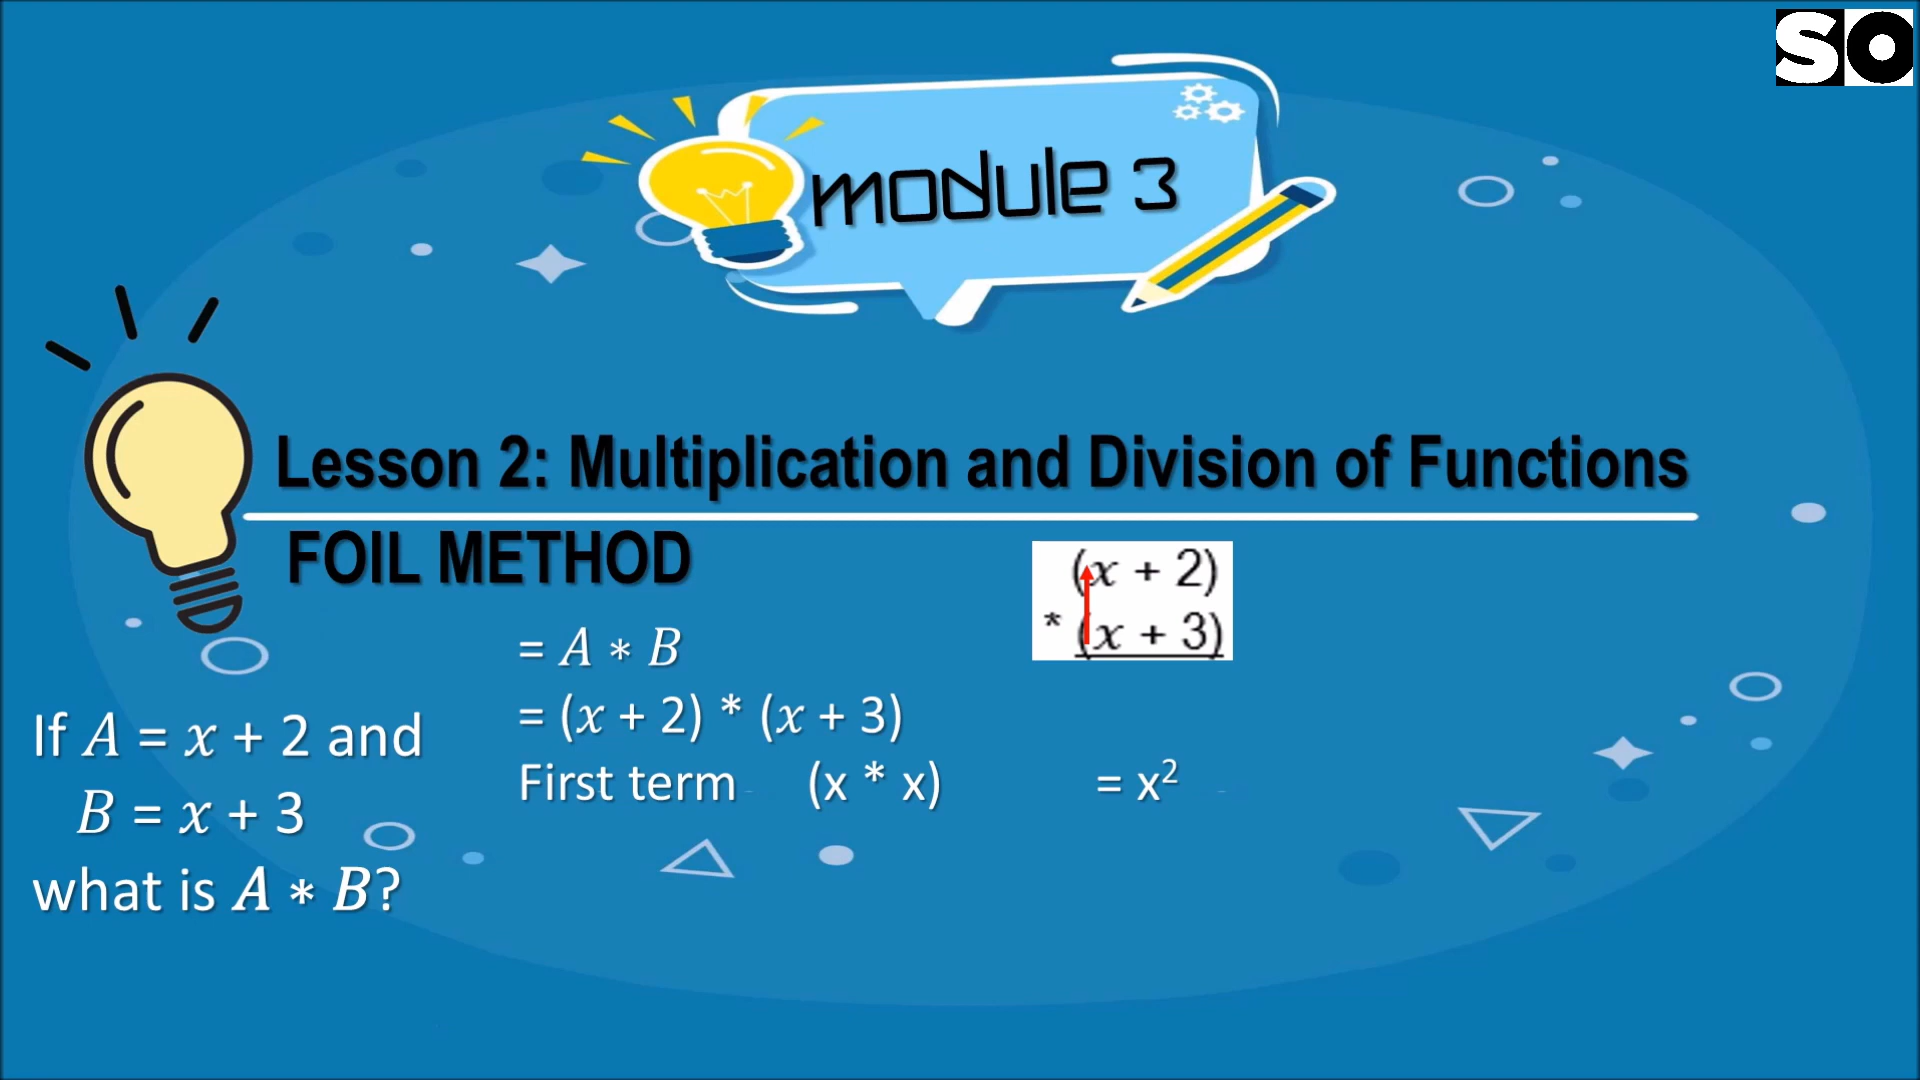 SO
module 3
Lesson 2: Multiplication and Division of Functions
FOIL METHOD
(x + 2)
* (x + 3)
= A * B
= (x + 2) * (x + 3)
First term (x * x) = x²
If A = x + 2 and
B = x + 3
what is A * B?